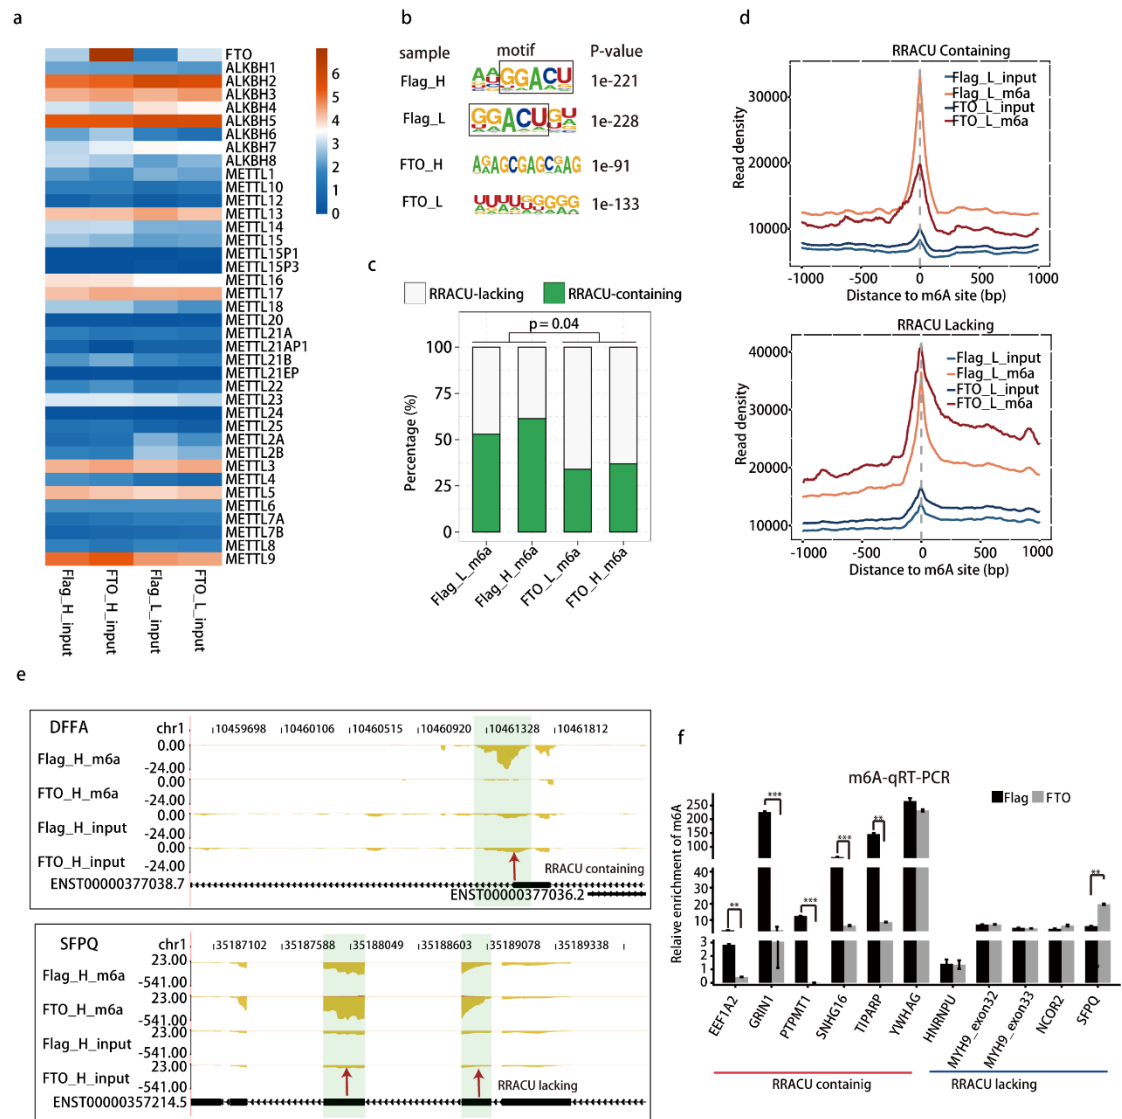 a
FTO
ALKBH1
ALKBH2
ALKBH3
ALKBH4
ALKBH5
ALKBH6
ALKBH7
ALKBH8
METTL1
METTL10
METTL12
METTL13
METTL14
METTL15
METTL15P1
METTL15P3
METTL16
METTL17
METTL18
METTL20
METTL21A
METTL21AP1
METTL21B
METTL21EP
METTL22
METTL23
METTL24
METTL25
METTL2A
METTL2B
METTL3
METTL4
METTL5
METTL6
METTL7A
METTL7B
METTL8
METTL9
6
5
4
3
2
1
0
Flag_H_input
FTO_H_input
Flag_L_input
FTO_L_input
b
sample motif P-value
Flag_H GGACU 1e-221
Flag_L GGACU 1e-228
FTO_H AGAGCGAGCGAG 1e-91
FTO_L UUUUGGGGG 1e-133
c
RRACU-lacking RRACU-containing
p = 0.04
100
75
50
25
0
Percentage (%)
Flag_L_m6a
Flag_H_m6a
FTO_L_m6a
FTO_H_m6a
d
RRACU Containing
Flag_L_input
Flag_L_m6a
FTO_L_input
FTO_L_m6a
30000
20000
10000
Read density
-1000 -500 0 500 1000
Distance to m6A site (bp)
RRACU Lacking
Flag_L_input
Flag_L_m6a
FTO_L_input
FTO_L_m6a
40000
30000
20000
10000
Read density
-1000 -500 0 500 1000
Distance to m6A site (bp)
e
DFFA chr1 10459698 10460106 10460515 10460920 10461328 10461812
0.00
Flag_H_m6a
-24.00
0.00
FTO_H_m6a
-24.00
0.00
Flag_H_input
-24.00
0.00
FTO_H_input
-24.00
RRACU containing
ENST00000377038.7
ENST00000377036.2
SFPQ chr1 35187102 35187588 35188049 35188603 35189078 35189338
23.00
Flag_H_m6a
-541.00
23.00
FTO_H_m6a
-541.00
23.00
Flag_H_input
-541.00
23.00
FTO_H_input
-541.00
RRACU lacking
ENST00000357214.5
f
m6A-qRT-PCR
Flag FTO
Relaive enrichment of m6A
250
200
150
100
50
40
30
20
10
3
2
1
0
**
***
***
***
**
**
EEF1A2
GRIN1
PTPMT1
SNHG16
TIPARP
YWHAG
HNRNPU
MYH9_exon32
MYH9_exon33
NCOR2
SFPQ
RRACU containig
RRACU lacking